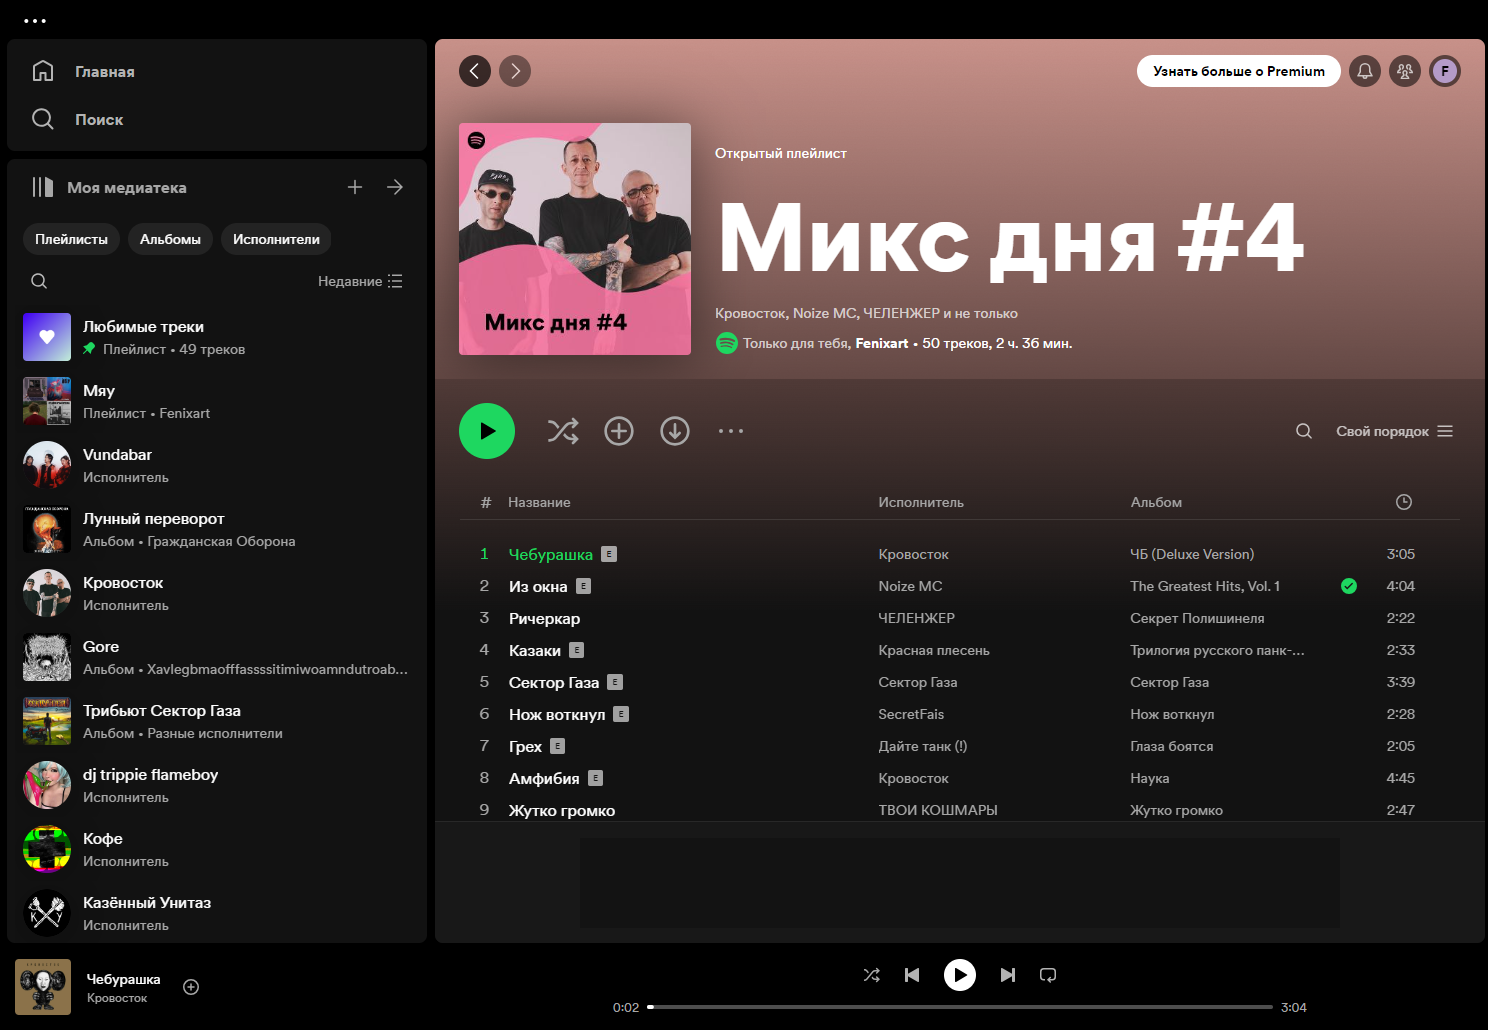 Главная
Поиск
Моя медиатека
Плейлисты
Альбомы
Исполнители
Недавние
Любимые треки
Плейлист • 49 треков
Мяу
Плейлист • Fenixart
Vundabar
Исполнитель
Лунный переворот
Альбом • Гражданская Оборона
Кровосток
Исполнитель
Gore
Альбом • Xavlegbmaofffassssitimiwoamndutroab...
Трибьют Сектор Газа
Альбом • Разные исполнители
dj trippie flameboy
Исполнитель
Кофе
Исполнитель
Казённый Унитаз
Исполнитель
Узнать больше о Premium
F
Микс дня #4
Открытый плейлист
Микс дня #4
Кровосток, Noize MC, ЧЕЛЕНЖЕР и не только
Только для тебя, Fenixart • 50 треков, 2 ч. 36 мин.
Свой порядок
# Название Исполнитель Альбом
1 Чебурашка E Кровосток ЧБ (Deluxe Version) 3:05
2 Из окна E Noize MC The Greatest Hits, Vol. 1 4:04
3 Ричеркар ЧЕЛЕНЖЕР Секрет Полишинеля 2:22
4 Казаки E Красная плесень Трилогия русского панк-... 2:33
5 Сектор Газа E Сектор Газа Сектор Газа 3:39
6 Нож воткнул E SecretFais Нож воткнул 2:28
7 Грех E Дайте танк (!) Глаза боятся 2:05
8 Амфибия E Кровосток Наука 4:45
9 Жутко громко ТВОИ КОШМАРЫ Жутко громко 2:47
Чебурашка
Кровосток
0:02
3:04